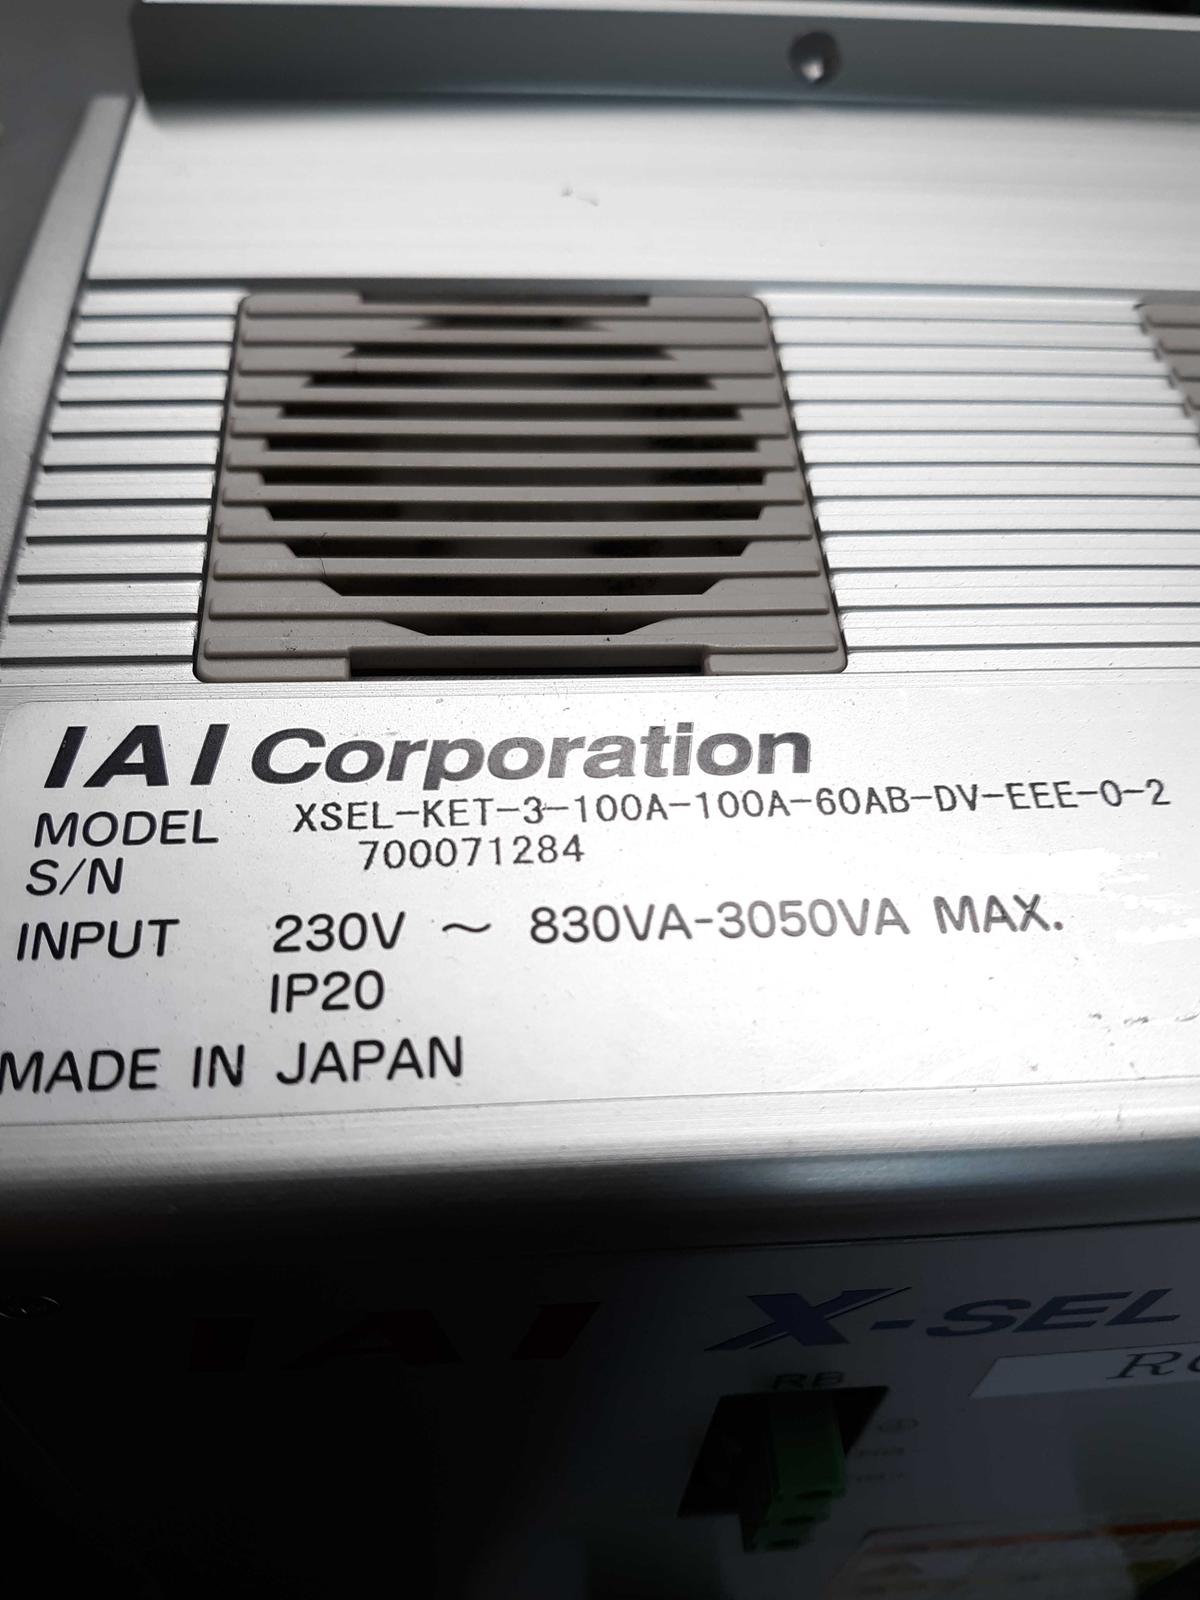 IAI Corporation
MODEL XSEL-KET-3-100A-100A-60AB-DV-EEE-0-2
S/N 700071284
INPUT 230V ~ 830VA-3050VA MAX.
IP20
MADE IN JAPAN
IAI X-SEL
RB